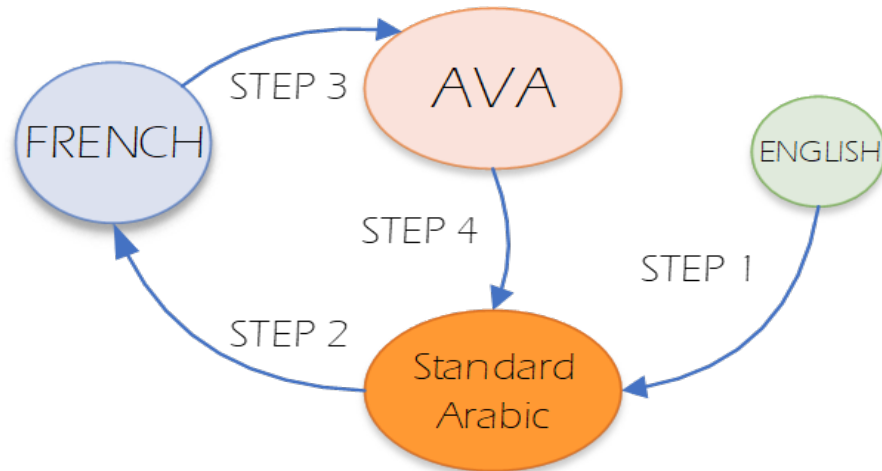 STEP 3
AVA
FRENCH
ENGLISH
STEP 4
STEP 1
STEP 2
Standard
Arabic